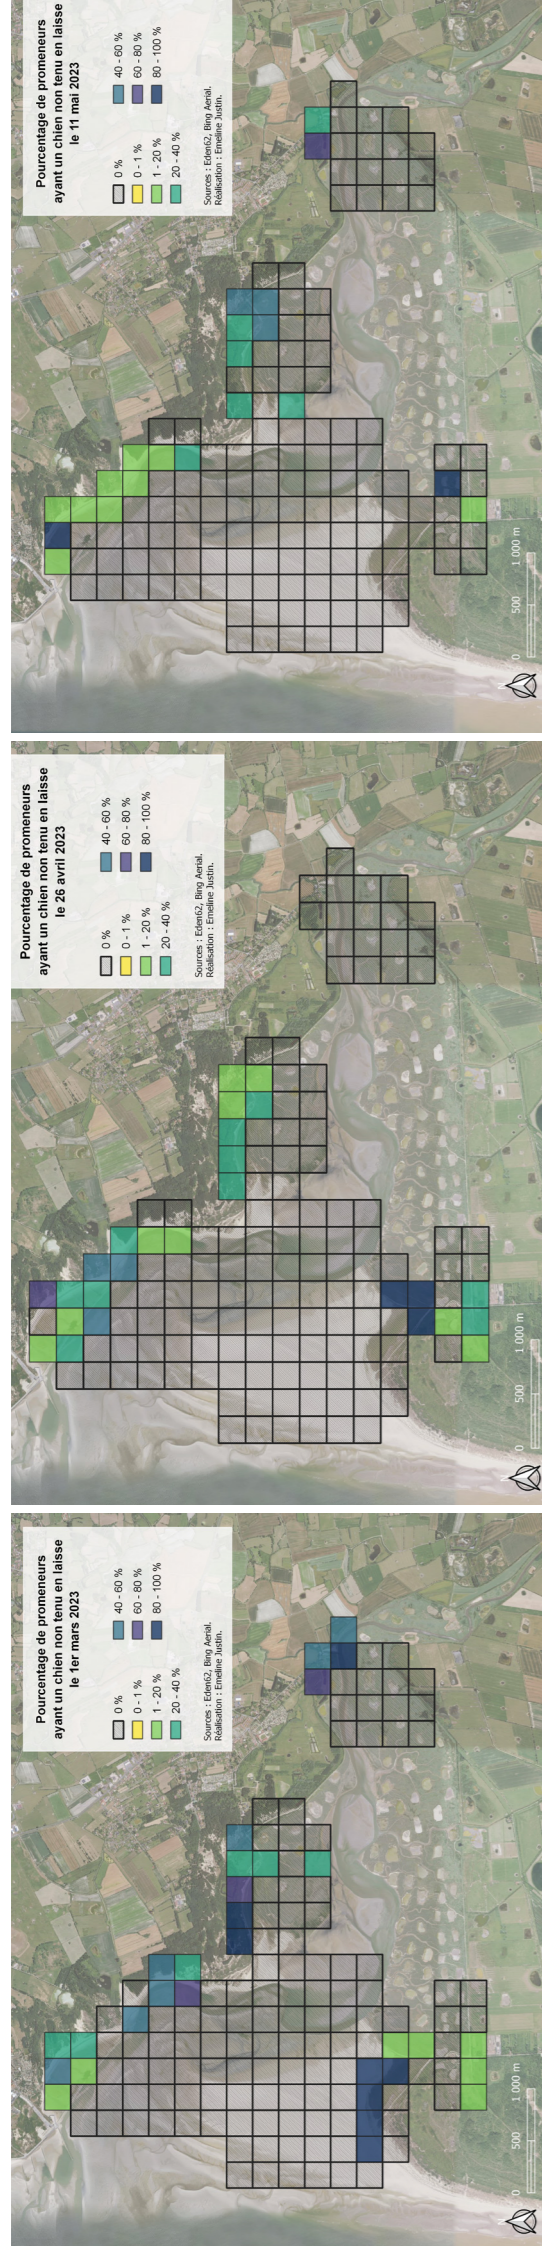 Pourcentage de promeneurs
ayant un chien non tenu en laisse
le 1er mars 2023
0 %
0 - 1 %
1 - 20 %
20 - 40 %
40 - 60 %
60 - 80 %
80 - 100 %
Sources : Eden62, Bing Aerial.
Réalisation : Emeline Justin.
N
0
500
1 000 m
Pourcentage de promeneurs
ayant un chien non tenu en laisse
le 26 avril 2023
0 %
0 - 1 %
1 - 20 %
20 - 40 %
40 - 60 %
60 - 80 %
80 - 100 %
Sources : Eden62, Bing Aerial.
Réalisation : Emeline Justin.
N
0
500
1 000 m
Pourcentage de promeneurs
ayant un chien non tenu en laisse
le 11 mai 2023
0 %
0 - 1 %
1 - 20 %
20 - 40 %
40 - 60 %
60 - 80 %
80 - 100 %
Sources : Eden62, Bing Aerial.
Réalisation : Emeline Justin.
N
0
500
1 000 m